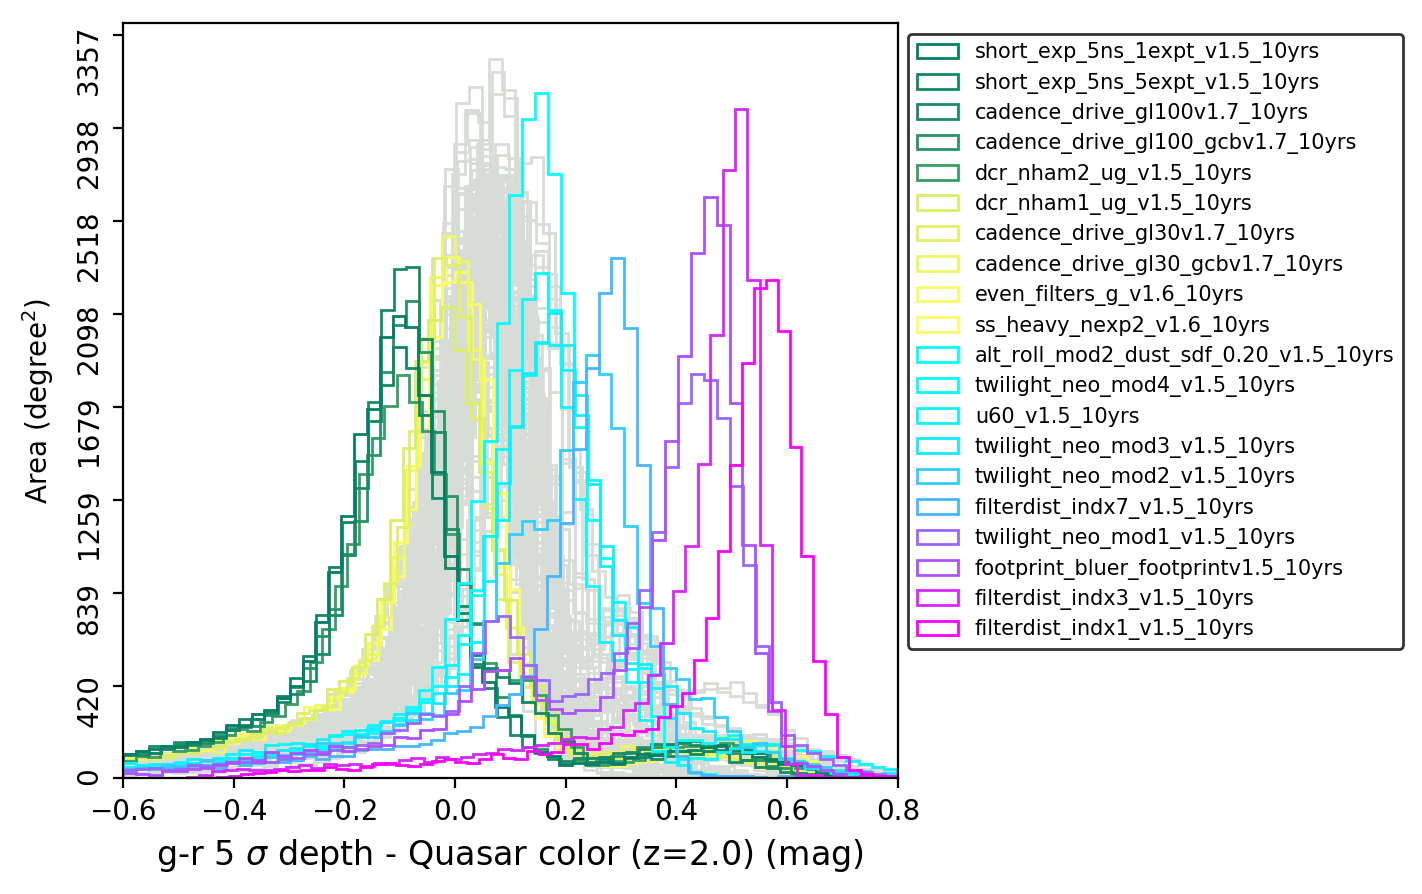 3357
2938
2518
2098
1679
1259
839
420
0
Area (degree²)
−0.6 −0.4 −0.2 0.0 0.2 0.4 0.6 0.8
g-r 5 σ depth - Quasar color (z=2.0) (mag)
short_exp_5ns_1expt_v1.5_10yrs
short_exp_5ns_5expt_v1.5_10yrs
cadence_drive_gl100v1.7_10yrs
cadence_drive_gl100_gcbv1.7_10yrs
dcr_nham2_ug_v1.5_10yrs
dcr_nham1_ug_v1.5_10yrs
cadence_drive_gl30v1.7_10yrs
cadence_drive_gl30_gcbv1.7_10yrs
even_filters_g_v1.6_10yrs
ss_heavy_nexp2_v1.6_10yrs
alt_roll_mod2_dust_sdf_0.20_v1.5_10yrs
twilight_neo_mod4_v1.5_10yrs
u60_v1.5_10yrs
twilight_neo_mod3_v1.5_10yrs
twilight_neo_mod2_v1.5_10yrs
filterdist_indx7_v1.5_10yrs
twilight_neo_mod1_v1.5_10yrs
footprint_bluer_footprintv1.5_10yrs
filterdist_indx3_v1.5_10yrs
filterdist_indx1_v1.5_10yrs